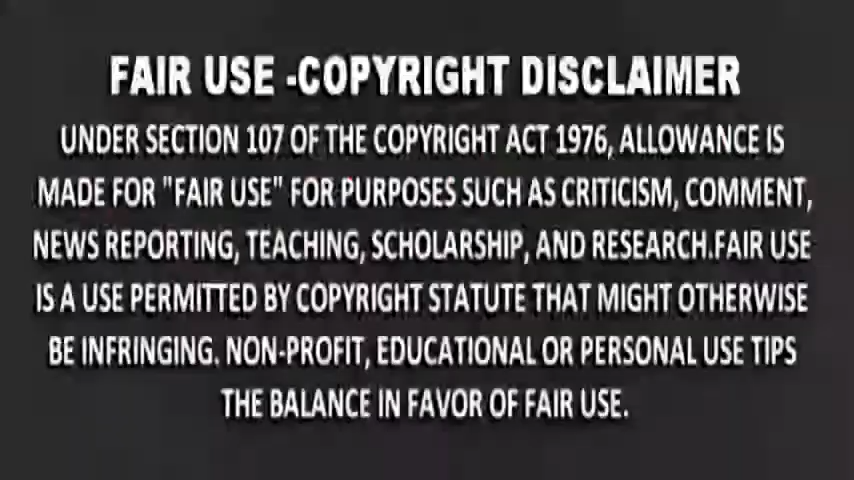 FAIR USE -COPYRIGHT DISCLAIMER
UNDER SECTION 107 OF THE COPYRIGHT ACT 1976, ALLOWANCE IS
MADE FOR "FAIR USE" FOR PURPOSES SUCH AS CRITICISM, COMMENT,
NEWS REPORTING, TEACHING, SCHOLARSHIP, AND RESEARCH.FAIR USE
IS A USE PERMITTED BY COPYRIGHT STATUTE THAT MIGHT OTHERWISE
BE INFRINGING. NON-PROFIT, EDUCATIONAL OR PERSONAL USE TIPS
THE BALANCE IN FAVOR OF FAIR USE.